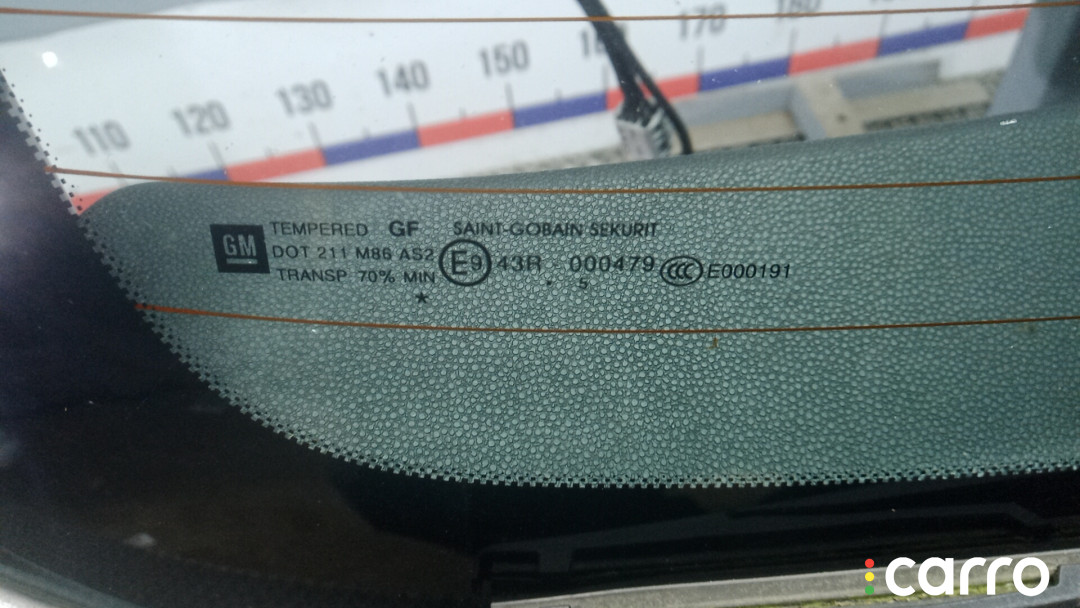 110 120 130 140 150 170 180
GM
TEMPERED GF SAINT-GOBAIN SEKURIT
DOT 211 M86 AS2 E9 43R 000479 CCC E000191
TRANSP 70% MIN
★ . 5
carro